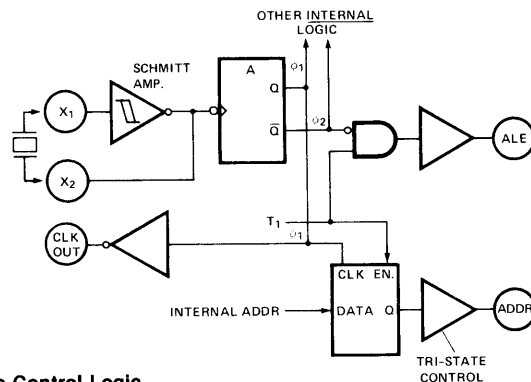 OTHER INTERNAL
LOGIC
SCHMITT
AMP.
A
φ1
X1
Q
φ2
Q̅
ALE
X2
T1
CLK
OUT
φ1
CLK EN.
INTERNAL ADDR
DATA Q
ADDR
TRI-STATE
CONTROL
Control Logic